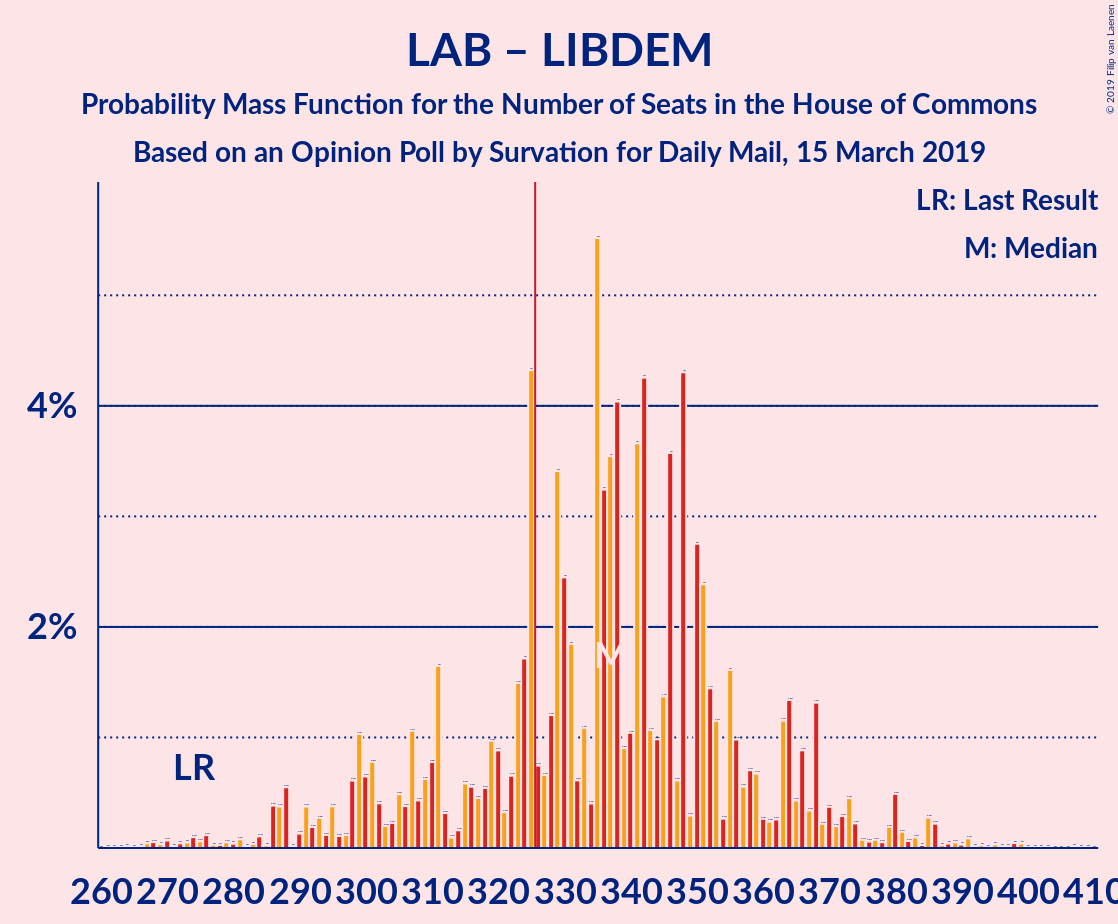 LAB – LIBDEM
Probability Mass Function for the Number of Seats in the House of Commons
Based on an Opinion Poll by Survation for Daily Mail, 15 March 2019
© 2019 Filip van Laenen
LR: Last Result
M: Median
4%
2%
LR
M
260 270 280 290 300 310 320 330 340 350 360 370 380 390 400 410